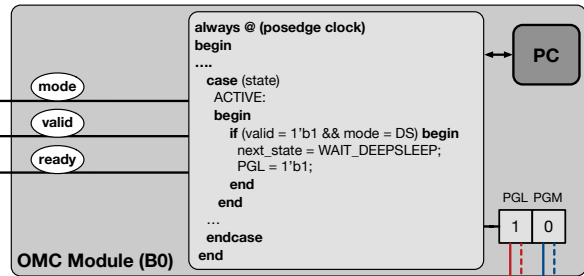 always @ (posedge clock)
begin
....
case (state)
ACTIVE:
begin
if (valid = 1'b1 && mode = DS) begin
next_state = WAIT_DEEPSLEEP;
PGL = 1'b1;
end
end
...
endcase
end
mode
valid
ready
PC
PGL PGM
1 0
OMC Module (B0)